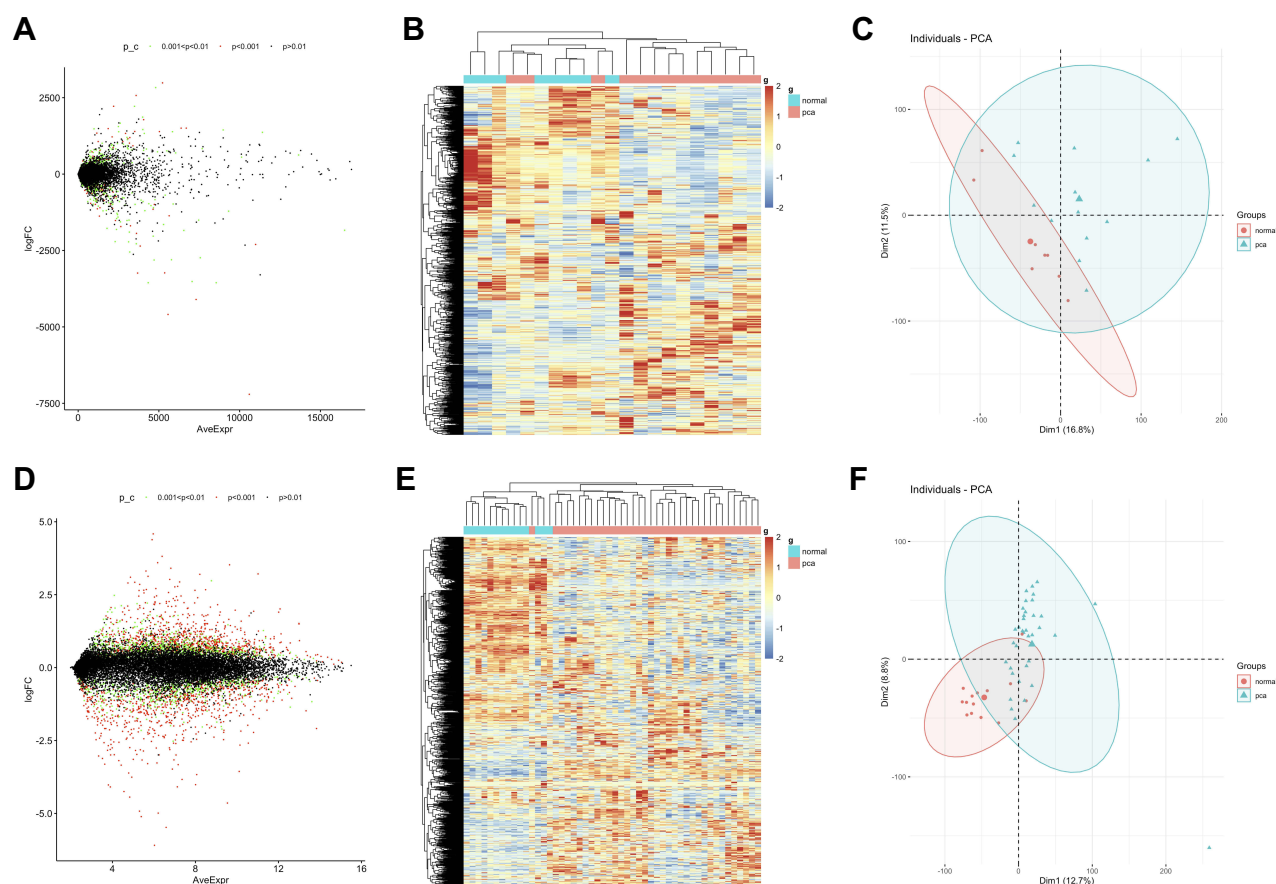 A
p_c 0.001<p<0.01 p<0.001 p>0.01
2500
0
-2500
-5000
-7500
logFC
0 5000 10000 15000
AveExpr
B
g
normal
pca
2
1
0
-1
-2
g
C
Individuals - PCA
100
0
-100
Dim2 (11.5%)
-100 0 100 200
Dim1 (16.8%)
Groups
norma
pca
D
p_c 0.001<p<0.01 p<0.001 p>0.01
5.0
2.5
0.0
-2.5
-5.0
logFC
4 8 12 16
AveExpr
E
g
normal
pca
2
1
0
-1
-2
g
F
Individuals - PCA
100
0
-100
Dim2 (8.8%)
-100 0 100 200
Dim1 (12.7%)
Groups
norma
pca